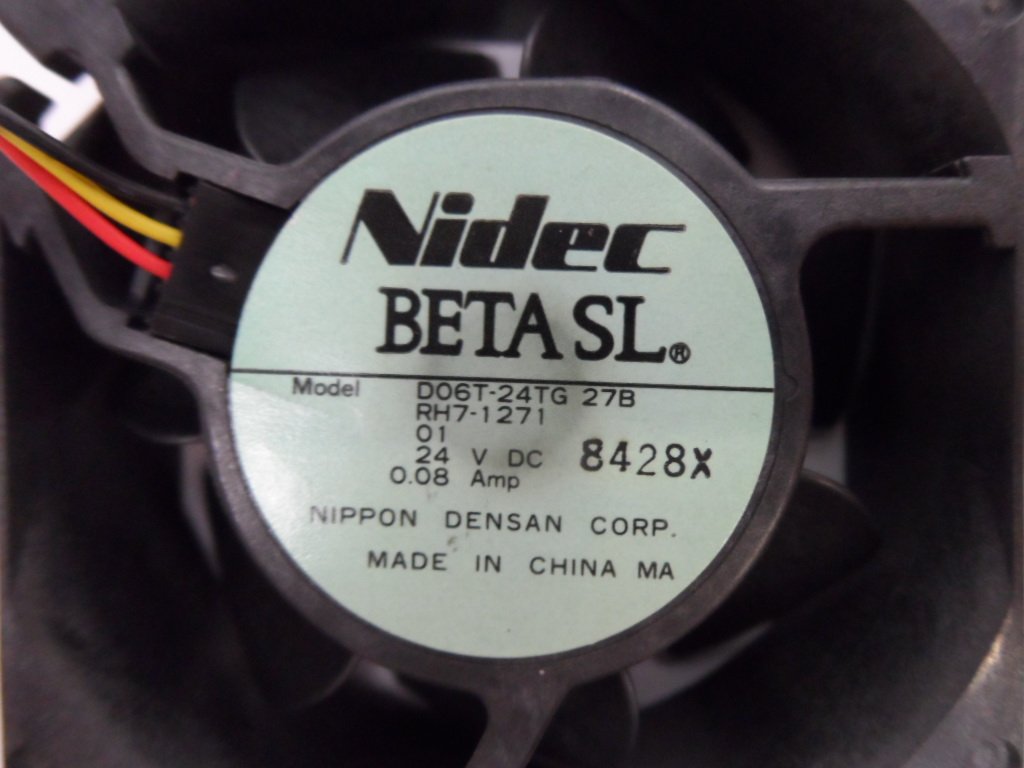 Nidec
BETA SL®
Model D06T-24TG 27B
RH7-1271
01
24 V DC 8428X
0.08 Amp
NIPPON DENSAN CORP.
MADE IN CHINA MA